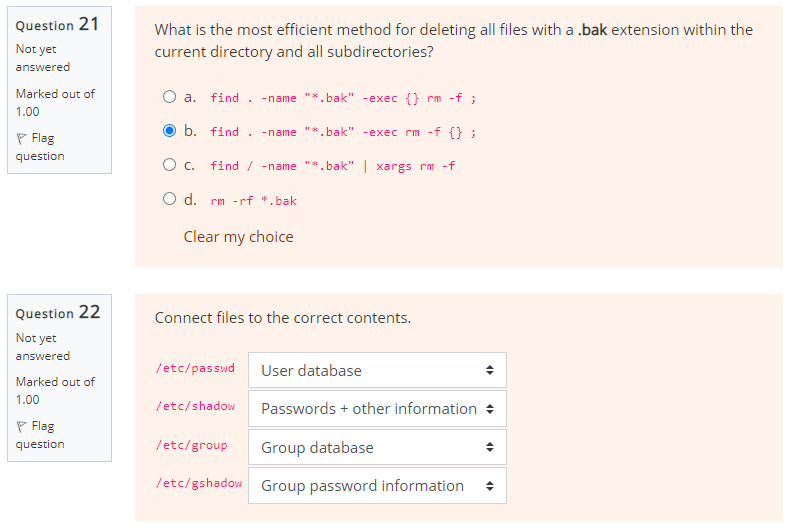 Question 21
Not yet
answered
Marked out of
1.00
Flag
question
What is the most efficient method for deleting all files with a .bak extension within the
current directory and all subdirectories?
a. find . -name "*.bak" -exec {} rm -f ;
b. find . -name "*.bak" -exec rm -f {} ;
c. find / -name "*.bak" | xargs rm -f
d. rm -rf *.bak
Clear my choice
Question 22
Not yet
answered
Marked out of
1.00
Flag
question
Connect files to the correct contents.
/etc/passwd User database
/etc/shadow Passwords + other information
/etc/group Group database
/etc/gshadow Group password information